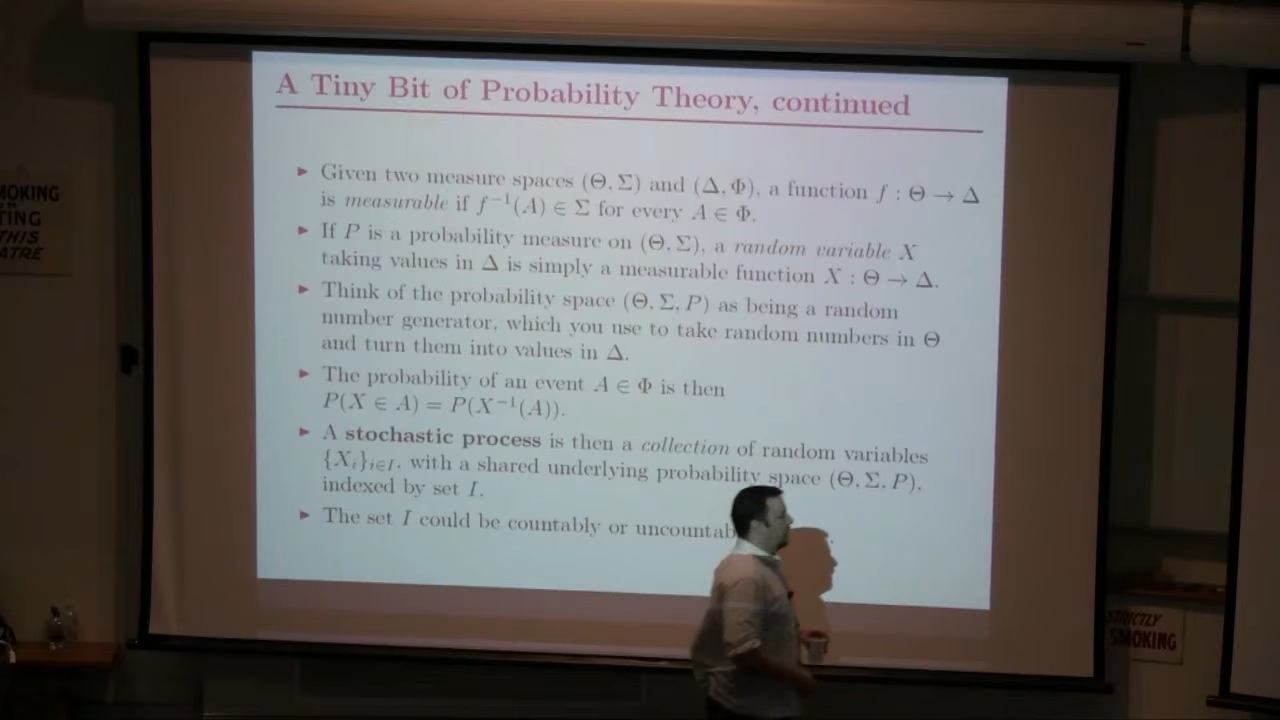 A Tiny Bit of Probability Theory, continued
▶ Given two measure spaces (Θ, Σ) and (Δ, Φ), a function f : Θ → Δ
is measurable if f⁻¹(A) ∈ Σ for every A ∈ Φ.
▶ If P is a probability measure on (Θ, Σ), a random variable X
taking values in Δ is simply a measurable function X : Θ → Δ.
▶ Think of the probability space (Θ, Σ, P) as being a random
number generator, which you use to take random numbers in Θ
and turn them into values in Δ.
▶ The probability of an event A ∈ Φ is then
P(X ∈ A) = P(X⁻¹(A)).
▶ A stochastic process is then a collection of random variables
{Xᵢ}ᵢ∈I, with a shared underlying probability space (Θ, Σ, P),
indexed by set I.
▶ The set I could be countably or uncountab
MOKING
TING
THIS
ATRE
STRICTLY
SMOKING